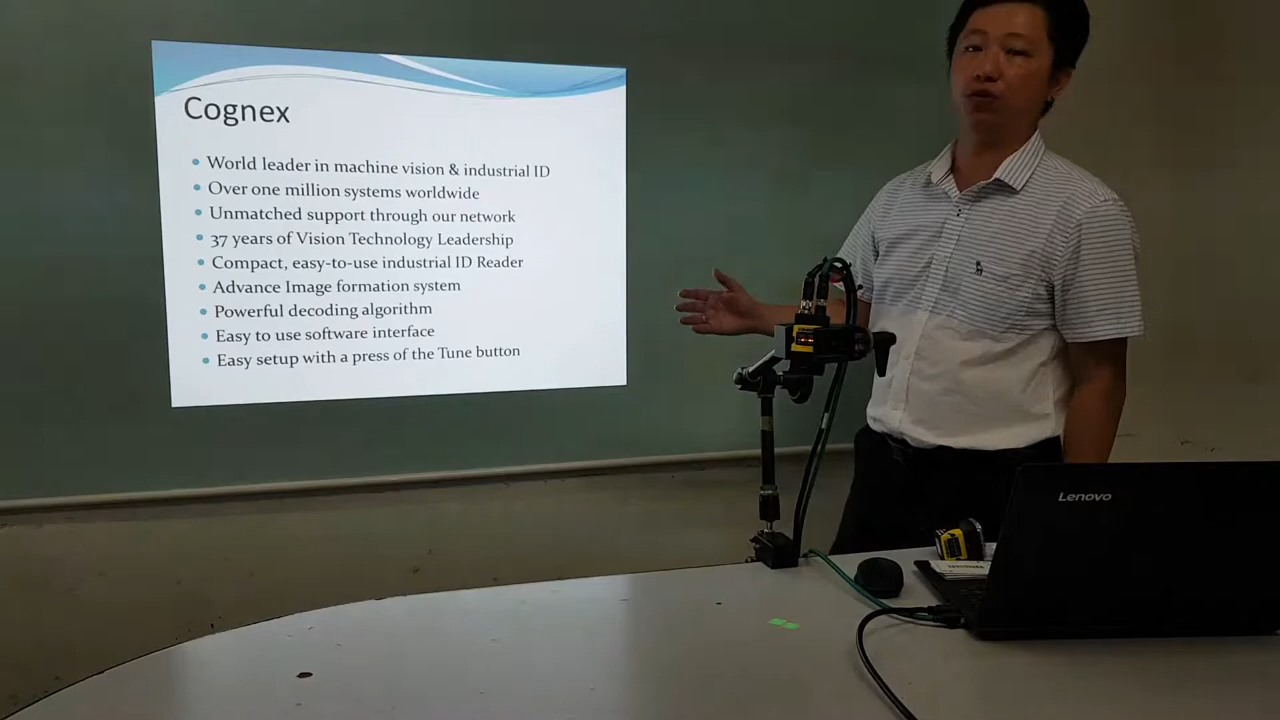 Cognex
World leader in machine vision & industrial ID
Over one million systems worldwide
Unmatched support through our network
37 years of Vision Technology Leadership
Compact, easy-to-use industrial ID Reader
Advance Image formation system
Powerful decoding algorithm
Easy to use software interface
Easy setup with a press of the Tune button
Lenovo